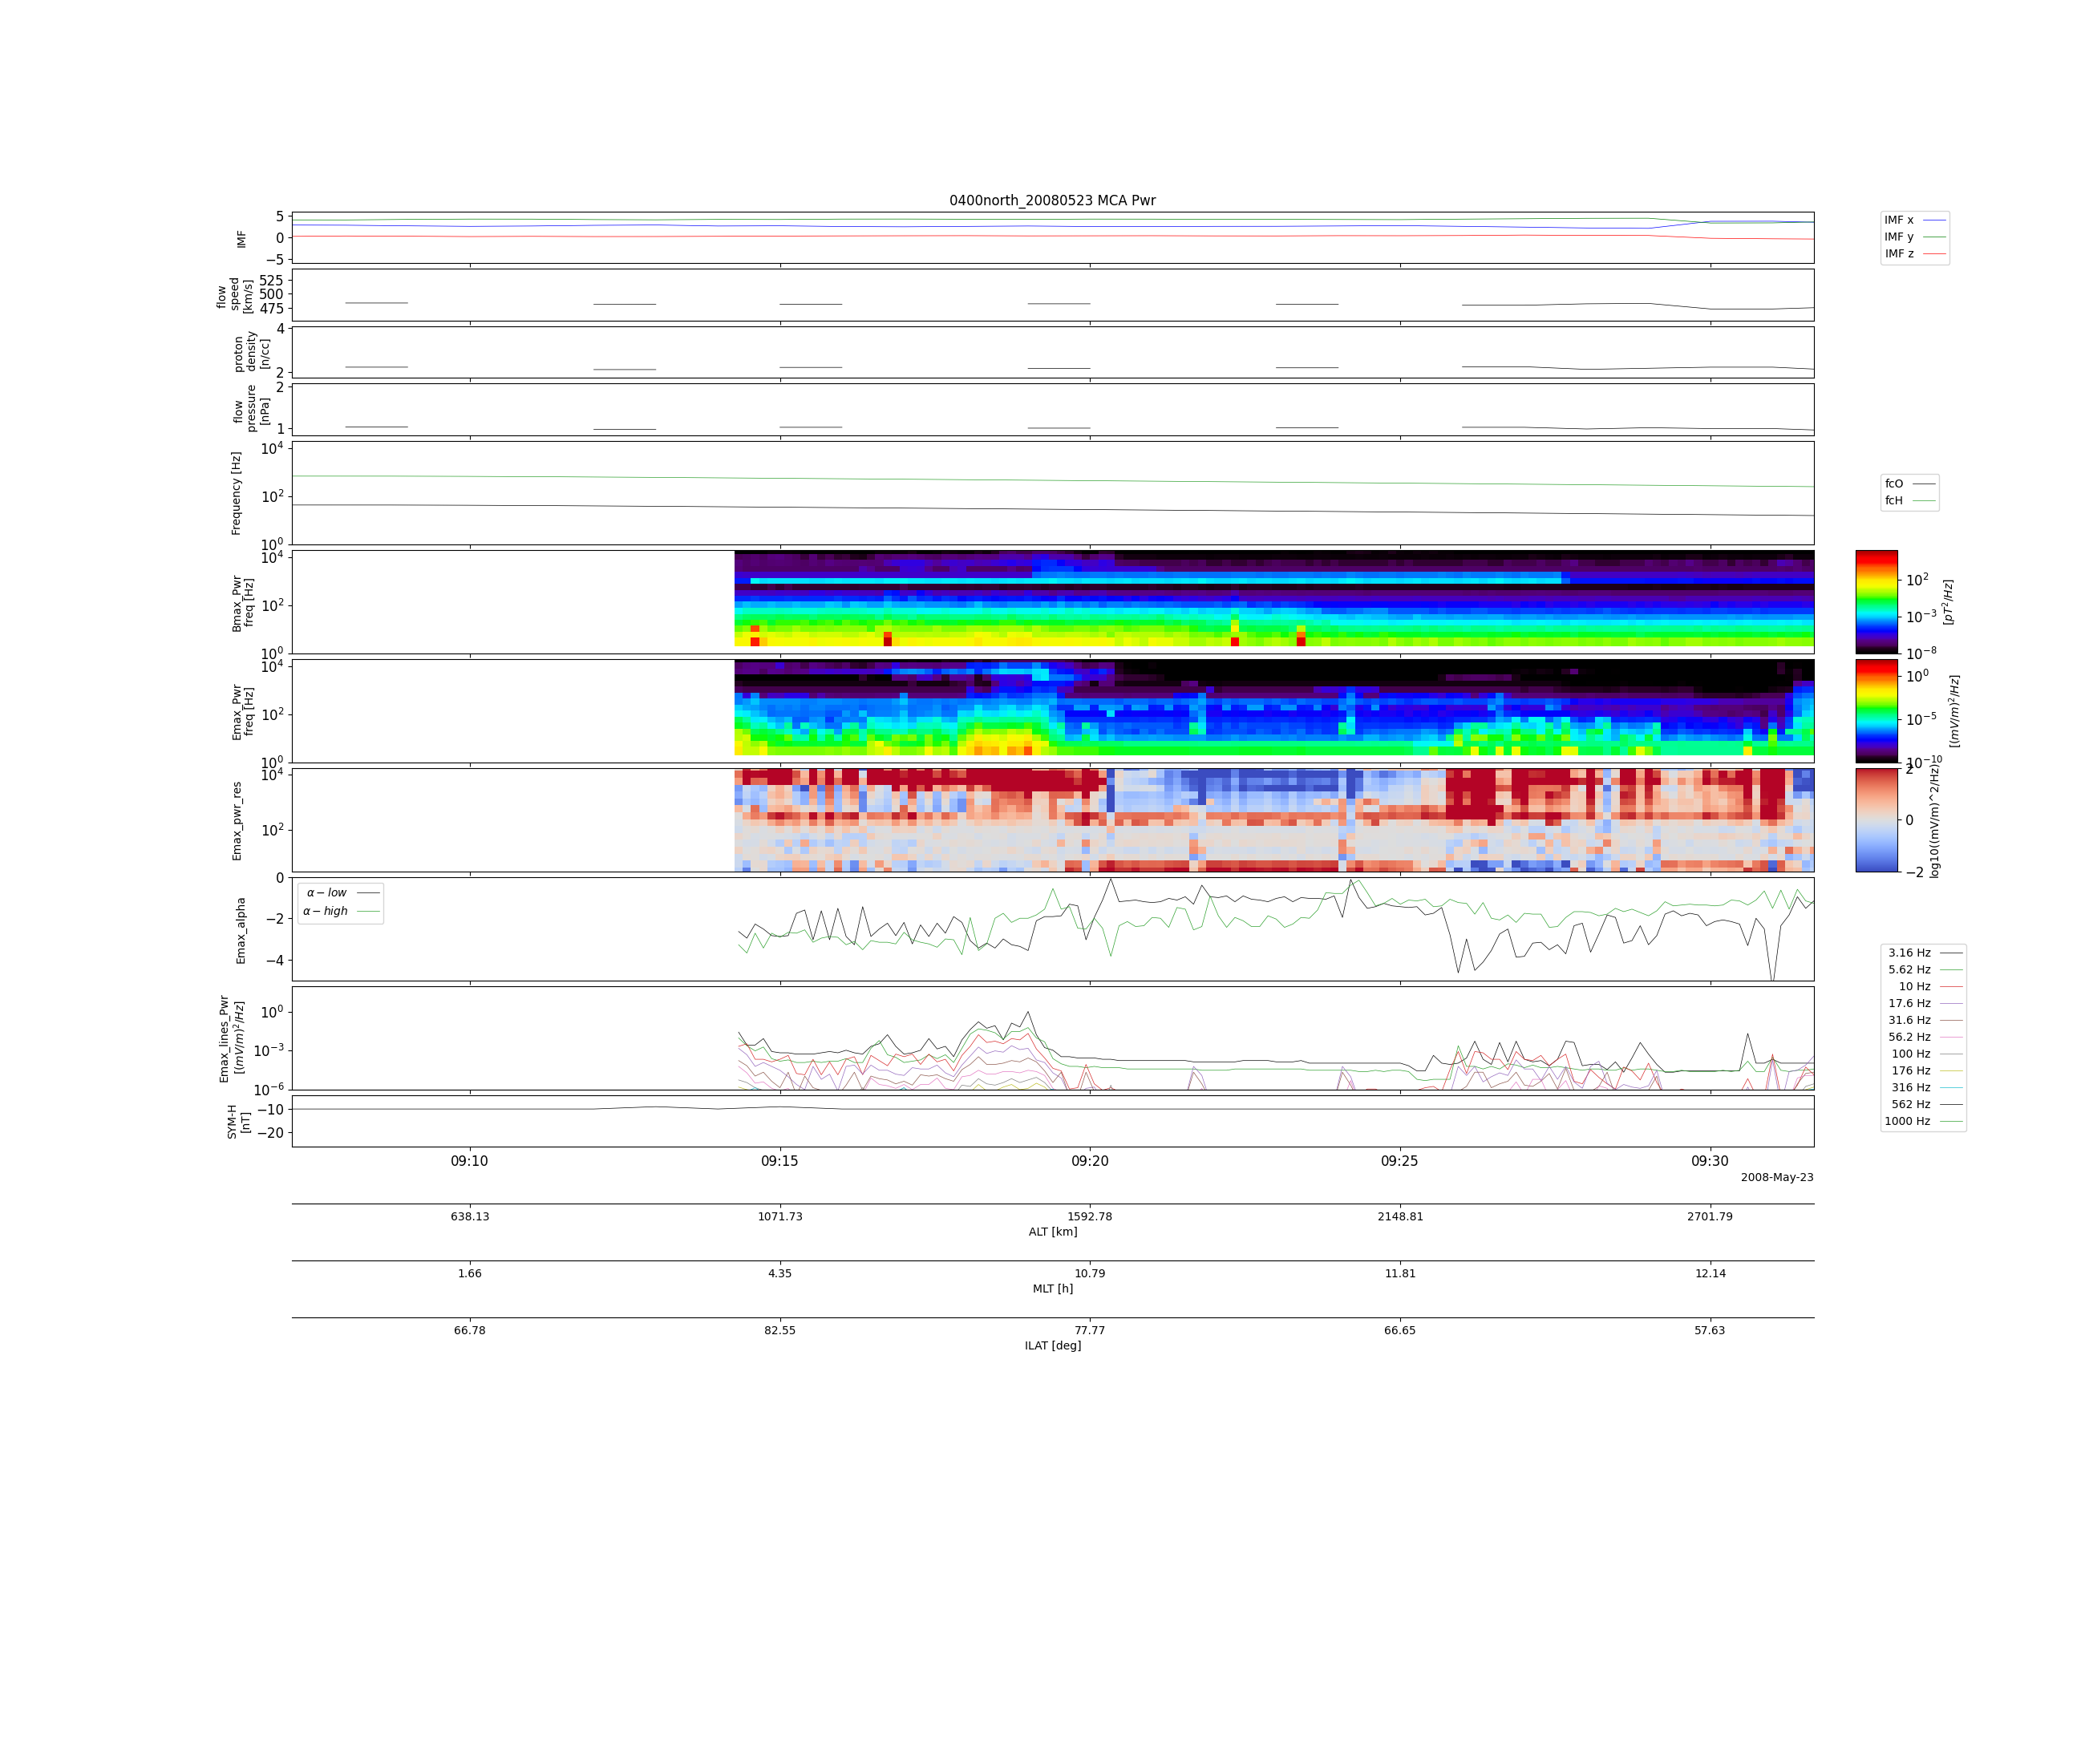 0400north_20080523 MCA Pwr
IMF
5
0
−5
IMF x
IMF y
IMF z
flow
speed
[km/s]
525
500
475
proton
density
[n/cc]
4
2
flow
pressure
[nPa]
2
1
Frequency [Hz]
10^4
10^2
10^0
fcO
fcH
Bmax_Pwr
freq [Hz]
10^4
10^2
10^0
10^2
10^−3
10^−8
[pT^2/Hz]
Emax_Pwr
freq [Hz]
10^4
10^2
10^0
10^0
10^−5
10^−10
[(mV/m)^2/Hz]
Emax_pwr_res
10^4
10^2
2
0
−2
log10((mV/m)^2/Hz)
Emax_alpha
0
−2
−4
α − low
α − high
Emax_lines_Pwr
[(mV/m)^2/Hz]
10^0
10^−3
10^−6
3.16 Hz
5.62 Hz
10 Hz
17.6 Hz
31.6 Hz
56.2 Hz
100 Hz
176 Hz
316 Hz
562 Hz
1000 Hz
SYM-H
[nT]
−10
−20
09:10 09:15 09:20 09:25 09:30
2008-May-23
638.13 1071.73 1592.78 2148.81 2701.79
ALT [km]
1.66 4.35 10.79 11.81 12.14
MLT [h]
66.78 82.55 77.77 66.65 57.63
ILAT [deg]